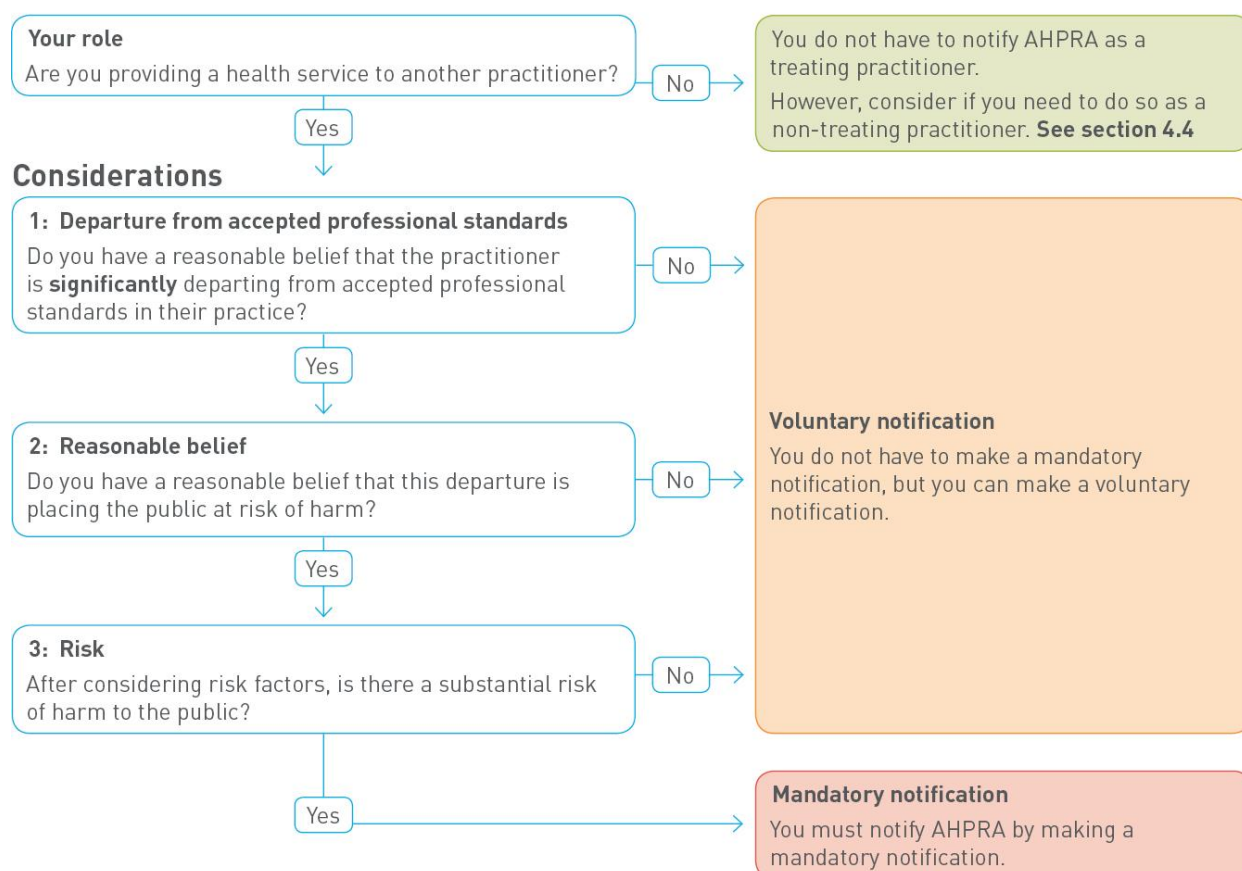 Your role
Are you providing a health service to another practitioner?
No
You do not have to notify AHPRA as a
treating practitioner.
However, consider if you need to do so as a
non-treating practitioner. See section 4.4
Yes
Considerations
1: Departure from accepted professional standards
Do you have a reasonable belief that the practitioner
is significantly departing from accepted professional
standards in their practice?
No
Yes
2: Reasonable belief
Do you have a reasonable belief that this departure is
placing the public at risk of harm?
No
Voluntary notification
You do not have to make a mandatory
notification, but you can make a voluntary
notification.
Yes
3: Risk
After considering risk factors, is there a substantial risk
of harm to the public?
No
Yes
Mandatory notification
You must notify AHPRA by making a
mandatory notification.